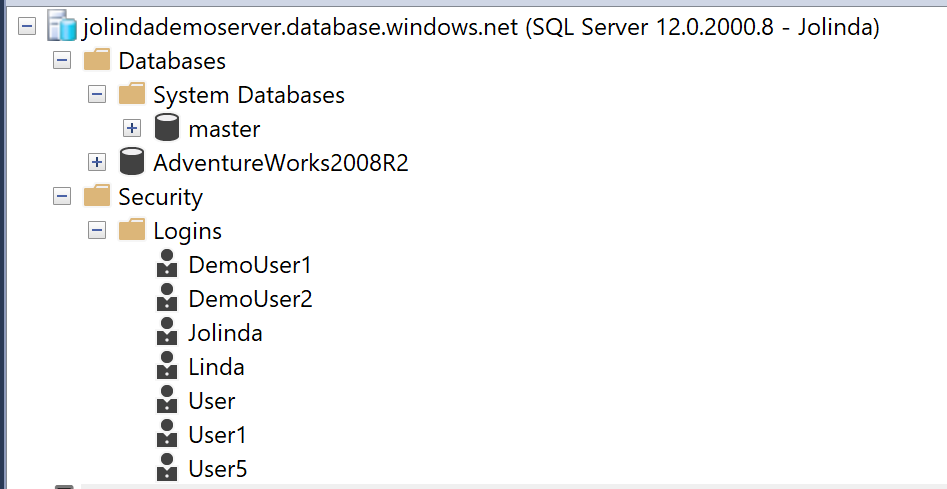 jolindademoserver.database.windows.net (SQL Server 12.0.2000.8 - Jolinda)
Databases
System Databases
master
AdventureWorks2008R2
Security
Logins
DemoUser1
DemoUser2
Jolinda
Linda
User
User1
User5